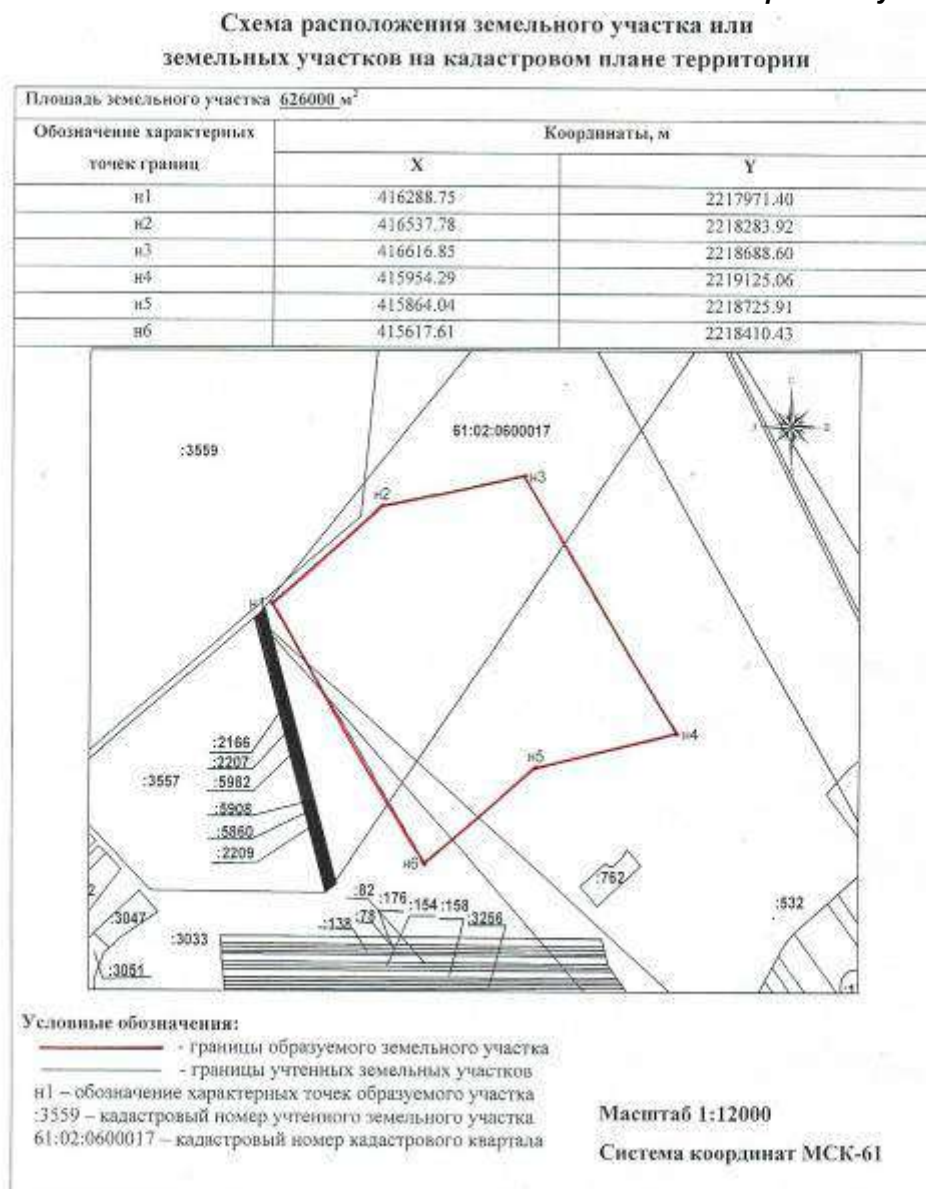 Схема расположения земельного участка или
земельных участков на кадастровом плане территории
Площадь земельного участка 626000 м²
Обозначение характерных точек границ
Координаты, м
X Y
н1 416288.75 2217971.40
н2 416537.78 2218283.92
н3 416616.85 2218688.60
н4 415954.29 2219125.06
н5 415864.04 2218725.91
н6 415617.61 2218410.43
61:02:0600017
:3559
н3
н2
н1
:2166
:2207
:3557
:5982
:5908
:5860
:2209
н4
н5
н6
:82
:176
:154
:158
:78
:138
:3256
:762
:532
2
:3047
:3033
:3051
:1
Условные обозначения:
- границы образуемого земельного участка
- границы учтенных земельных участков
н1 – обозначение характерных точек образуемого участка
:3559 – кадастровый номер учтенного земельного участка
61:02:0600017 – кадастровый номер кадастрового квартала
Масштаб 1:12000
Система координат МСК-61